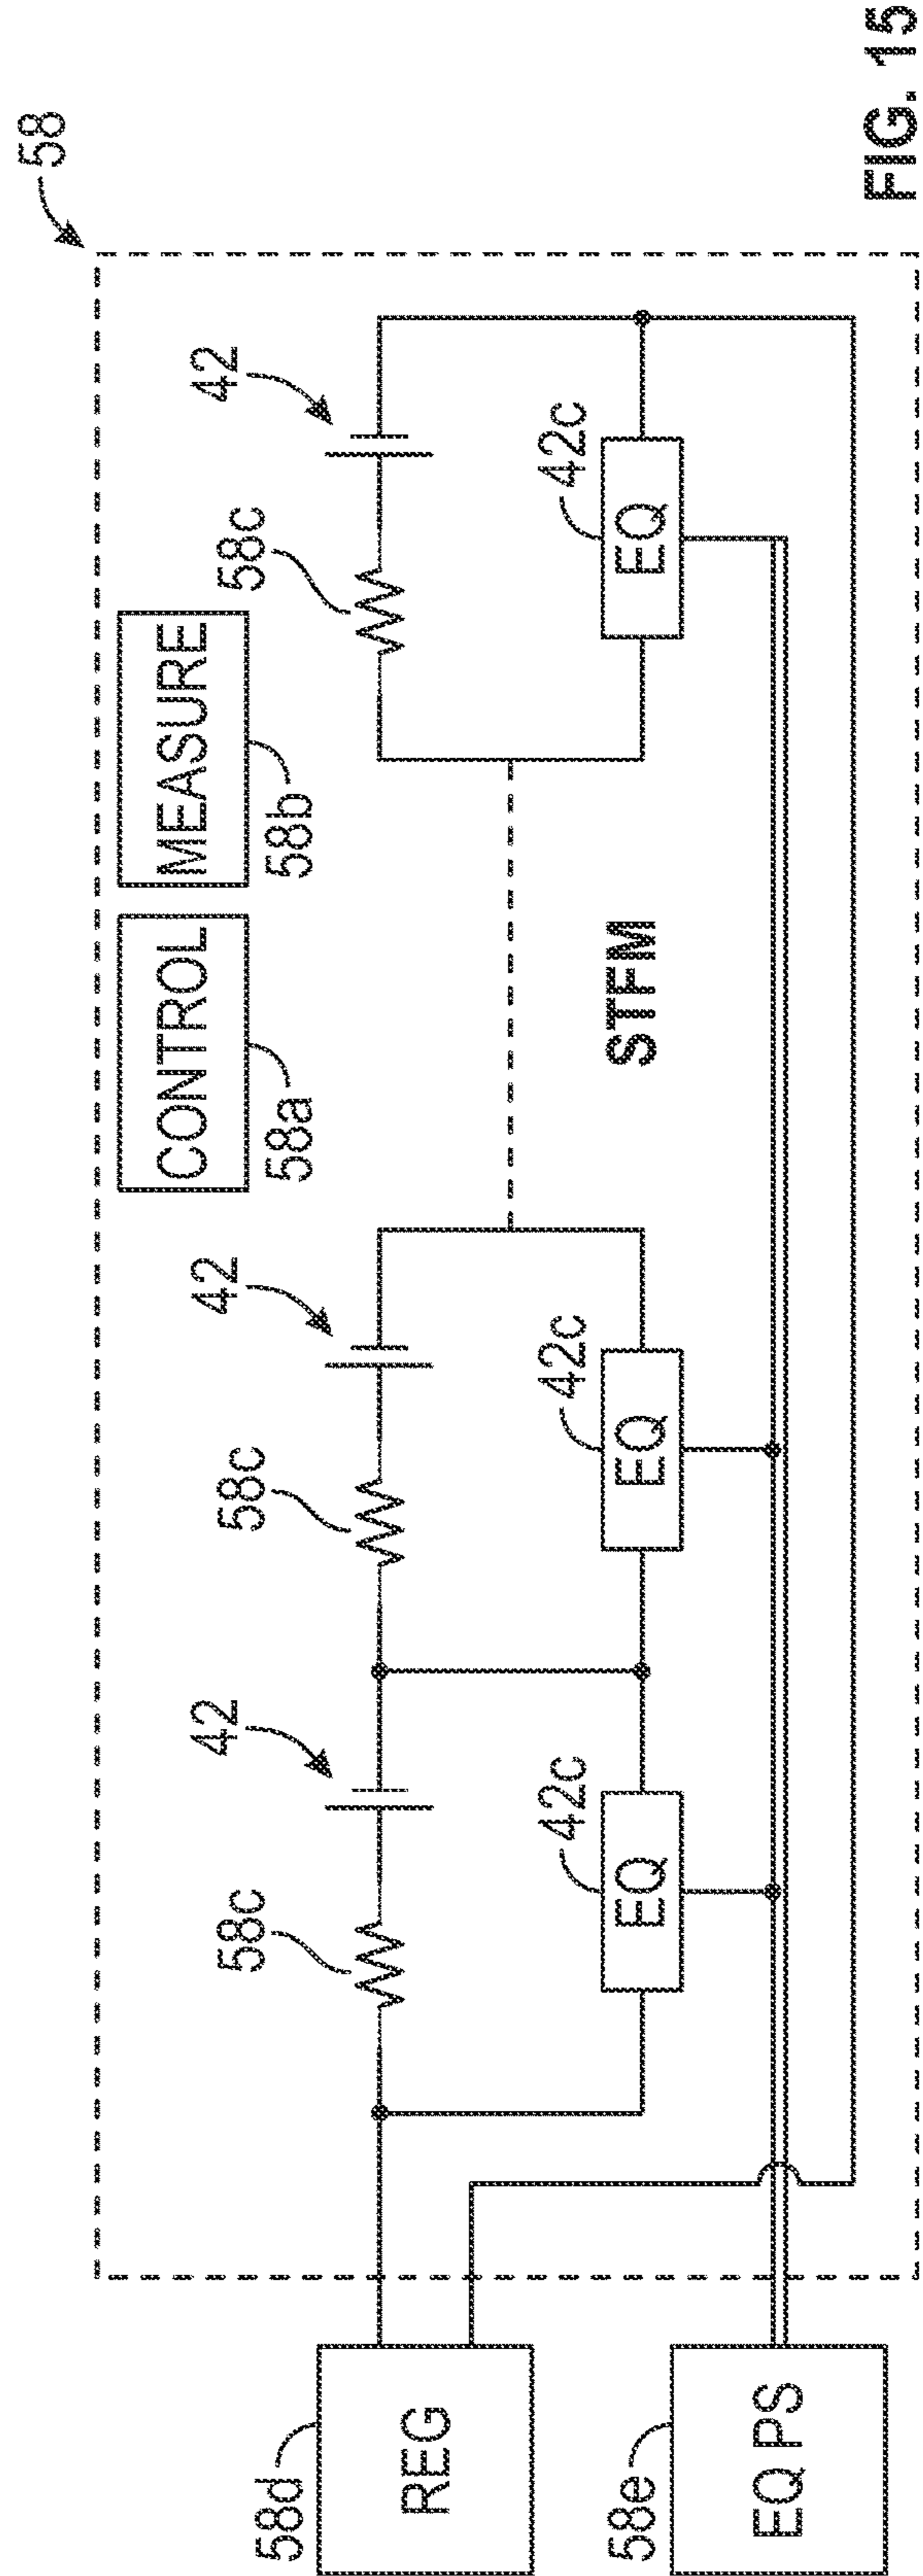 58
CONTROL
58a
MEASURE
58b
42
42
42
58c
58c
58c
42c
42c
42c
EQ
EQ
EQ
STFM
58d
REG
58e
EQ PS
FIG. 15